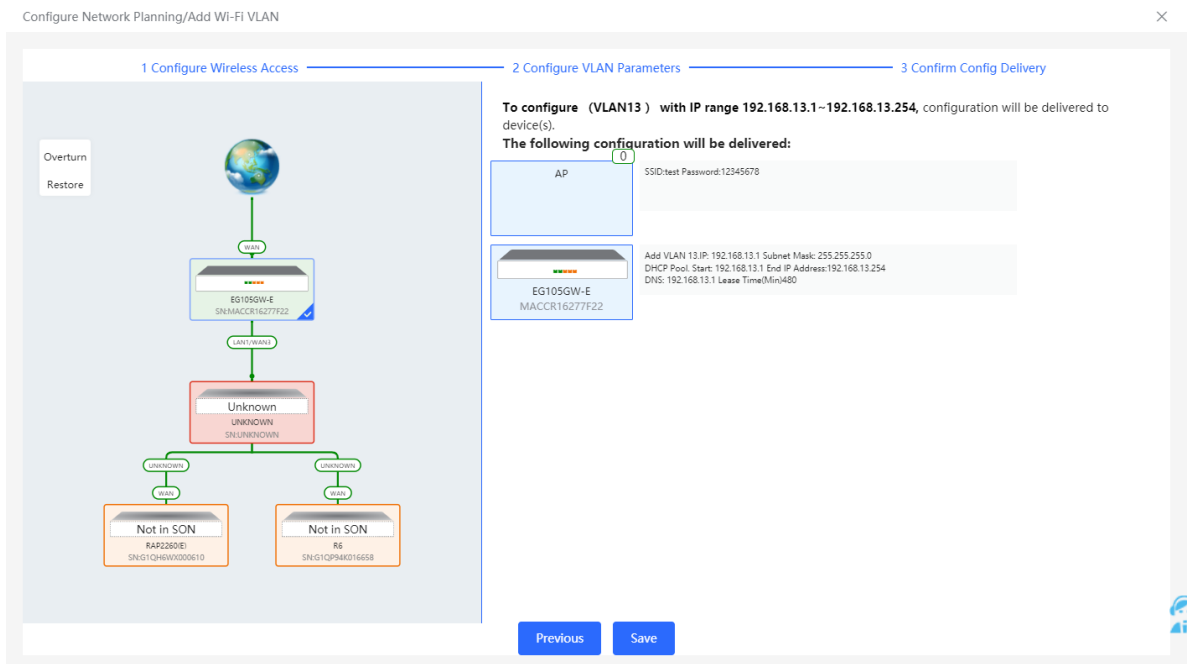 Configure Network Planning/Add Wi-Fi VLAN
1 Configure Wireless Access
2 Configure VLAN Parameters
3 Confirm Config Delivery
Overturn
Restore
WAN
EG105GW-E
SN:MACCR16277F22
LAN1/WAN3
Unknown
UNKNOWN
SN:UNKNOWN
UNKNOWN
UNKNOWN
WAN
WAN
Not in SON
RAP2260(E)
SN:G1QH6WX000610
Not in SON
R6
SN:G1QP94K016658
To configure （VLAN13 ） with IP range 192.168.13.1~192.168.13.254, configuration will be delivered to
device(s).
The following configuration will be delivered:
0
AP
SSID:test Password:12345678
EG105GW-E
MACCR16277F22
Add VLAN 13.IP: 192.168.13.1 Subnet Mask: 255.255.255.0
DHCP Pool. Start: 192.168.13.1 End IP Address:192.168.13.254
DNS: 192.168.13.1 Lease Time(Min)480
Previous
Save